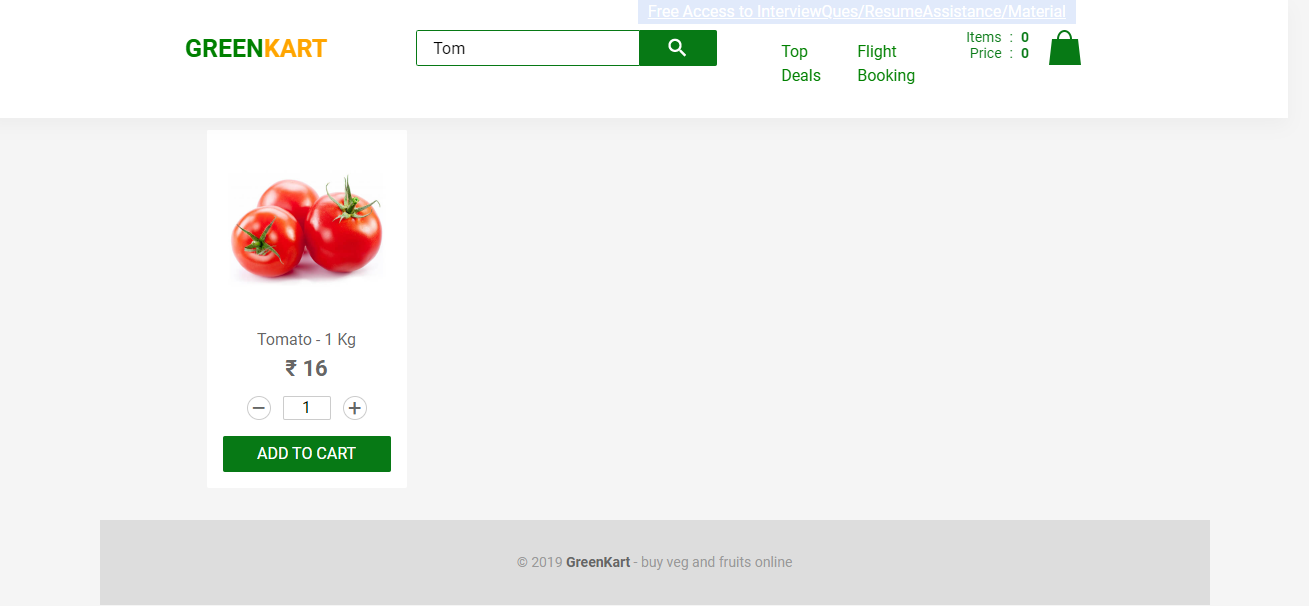 Free Access to InterviewQues/ResumeAssistance/Material
GREENKART
Tom
Top Deals
Flight Booking
Items : 0
Price : 0
Tomato - 1 Kg
₹ 16
1
ADD TO CART
© 2019 GreenKart - buy veg and fruits online